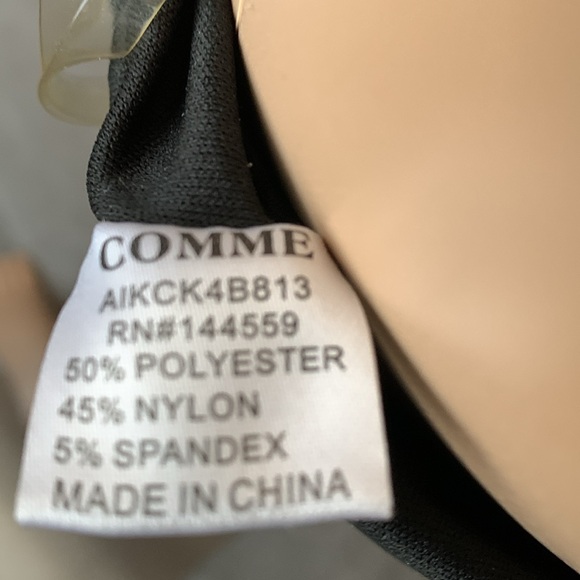 COMME
AIKCK4B813
RN#144559
50% POLYESTER
45% NYLON
5% SPANDEX
MADE IN CHINA